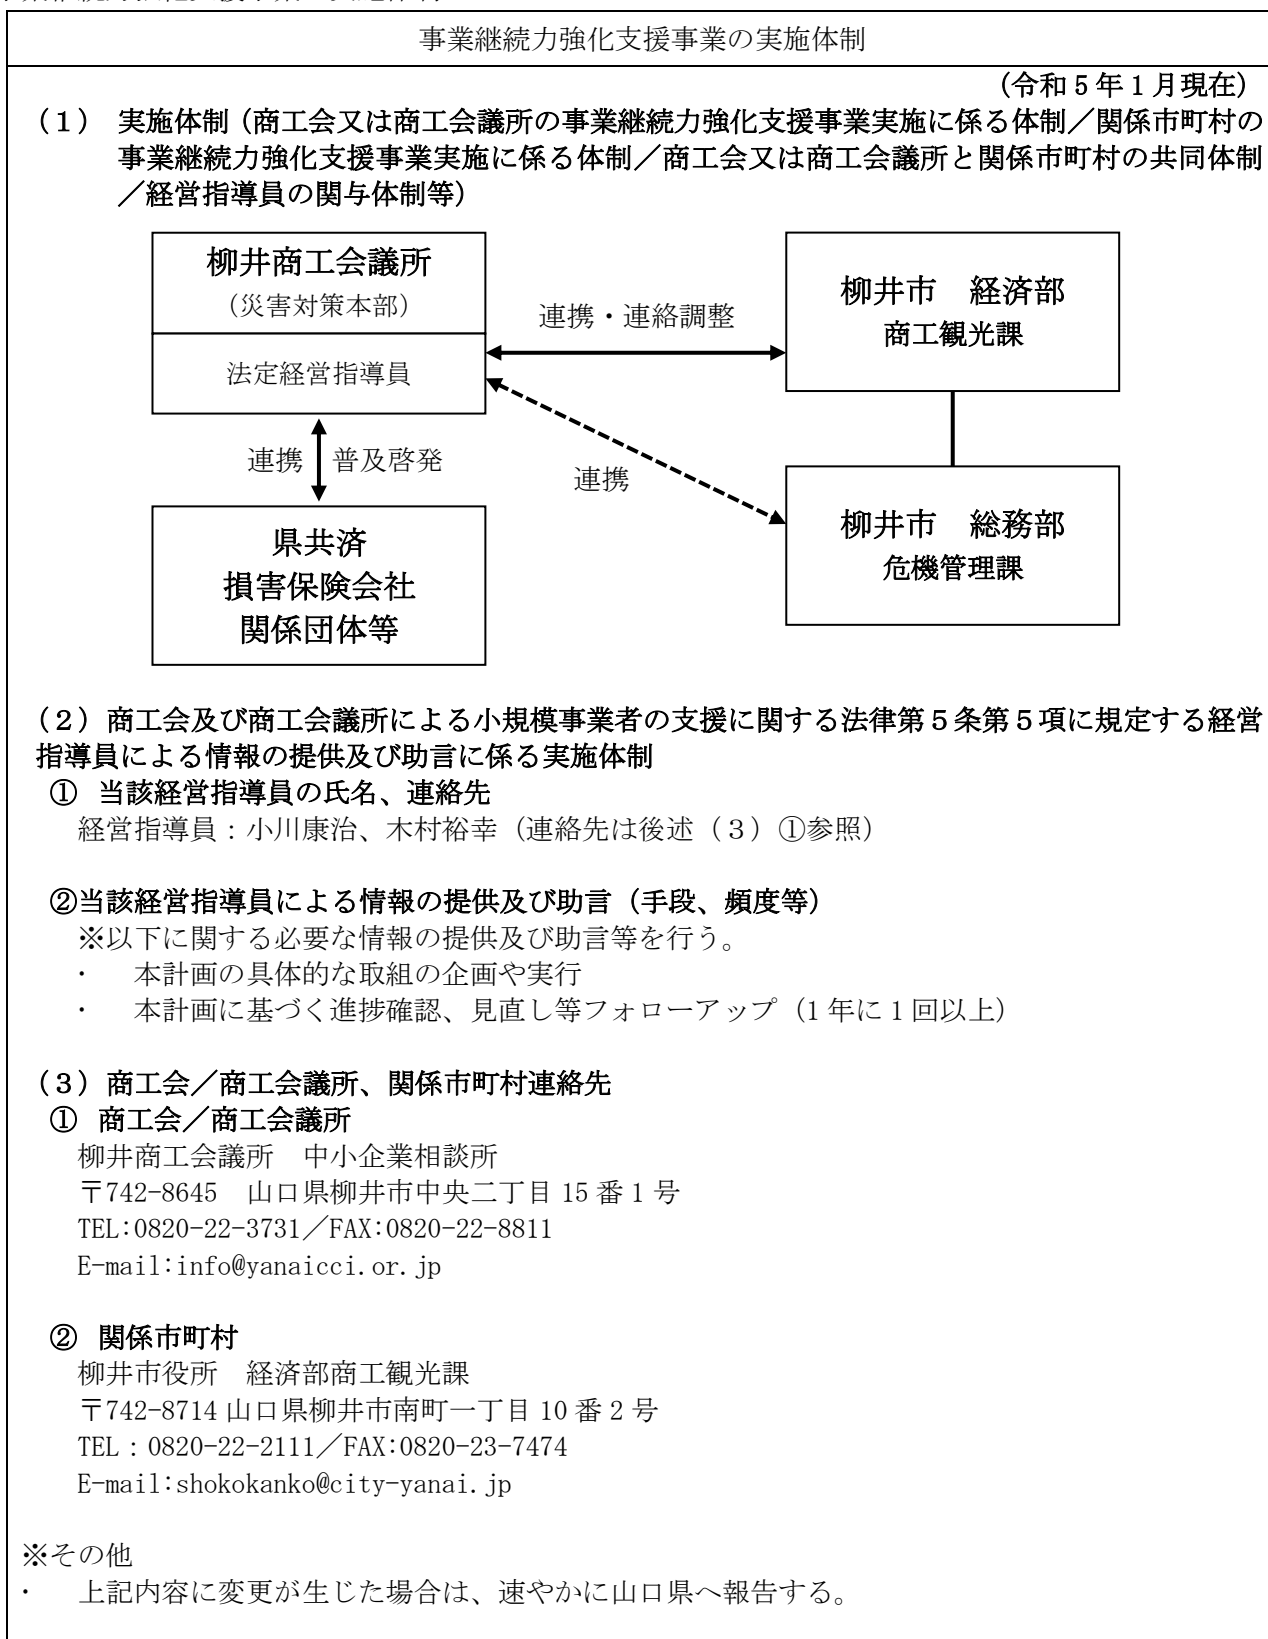 事業継続力強化支援事業の実施体制
（令和５年１月現在）
（１）　実施体制（商工会又は商工会議所の事業継続力強化支援事業実施に係る体制／関係市町村の
事業継続力強化支援事業実施に係る体制／商工会又は商工会議所と関係市町村の共同体制
／経営指導員の関与体制等）
柳井商工会議所
（災害対策本部）
法定経営指導員
連携・連絡調整
柳井市　経済部
商工観光課
連携　普及啓発
連携
県共済
損害保険会社
関係団体等
柳井市　総務部
危機管理課
（２）商工会及び商工会議所による小規模事業者の支援に関する法律第５条第５項に規定する経営
指導員による情報の提供及び助言に係る実施体制
① 当該経営指導員の氏名、連絡先
経営指導員：小川康治、木村裕幸（連絡先は後述（３）①参照）
②当該経営指導員による情報の提供及び助言（手段、頻度等）
※以下に関する必要な情報の提供及び助言等を行う。
・　本計画の具体的な取組の企画や実行
・　本計画に基づく進捗確認、見直し等フォローアップ（1年に1回以上）
（３）商工会／商工会議所、関係市町村連絡先
① 商工会／商工会議所
柳井商工会議所　中小企業相談所
〒742-8645　山口県柳井市中央二丁目15番1号
TEL:0820-22-3731／FAX:0820-22-8811
E-mail:info@yanaicci.or.jp
② 関係市町村
柳井市役所　経済部商工観光課
〒742-8714 山口県柳井市南町一丁目10番2号
TEL：0820-22-2111／FAX:0820-23-7474
E-mail:shokokanko@city-yanai.jp
※その他
・　上記内容に変更が生じた場合は、速やかに山口県へ報告する。